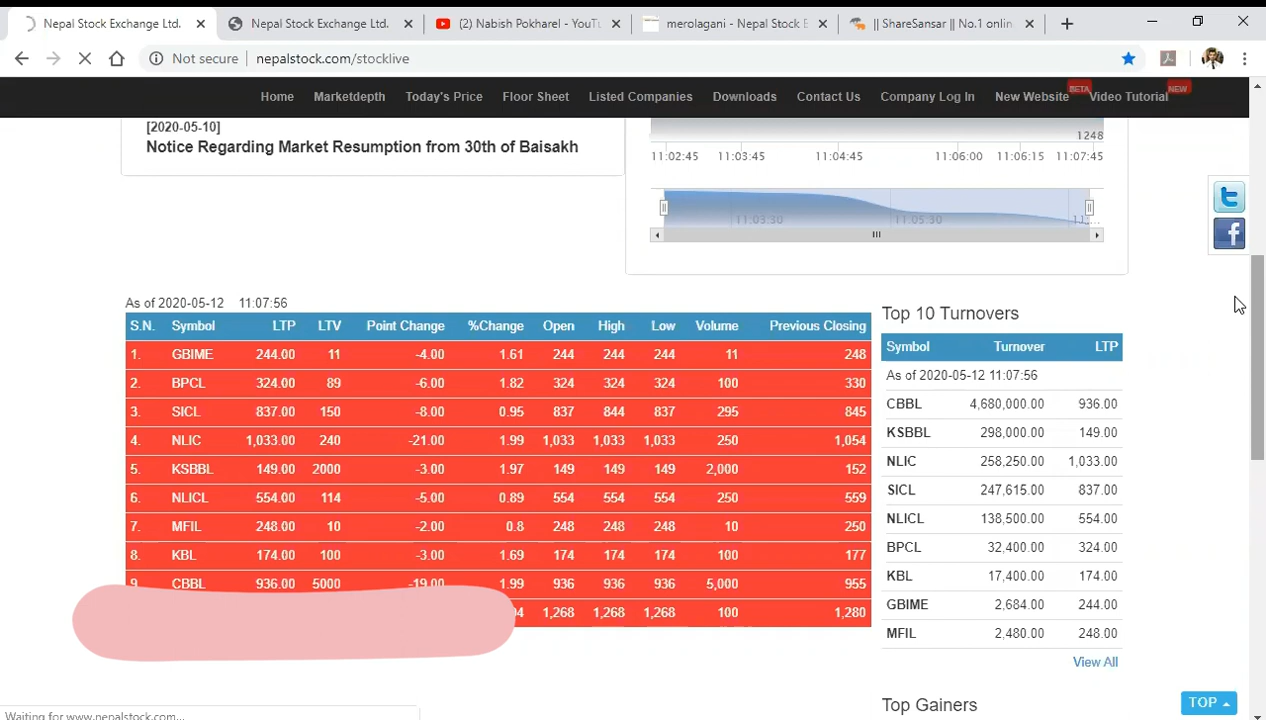 Nepal Stock Exchange Ltd.
Nepal Stock Exchange Ltd.
(2) Nabish Pokharel - YouTu
merolagani - Nepal Stock E
|| ShareSansar || No.1 onlin
Not secure
nepalstock.com/stocklive
Home Marketdepth Today's Price Floor Sheet Listed Companies Downloads Contact Us Company Log In New Website BETA Video Tutorial NEW
[2020-05-10]
Notice Regarding Market Resumption from 30th of Baisakh
1248
11:02:45 11:03:45 11:04:45 11:06:00 11:06:15 11:07:45
11:03:30 11:05:30 11:...
As of 2020-05-12 11:07:56
S.N. Symbol LTP LTV Point Change %Change Open High Low Volume Previous Closing
1. GBIME 244.00 11 -4.00 1.61 244 244 244 11 248
2. BPCL 324.00 89 -6.00 1.82 324 324 324 100 330
3. SICL 837.00 150 -8.00 0.95 837 844 837 295 845
4. NLIC 1,033.00 240 -21.00 1.99 1,033 1,033 1,033 250 1,054
5. KSBBL 149.00 2000 -3.00 1.97 149 149 149 2,000 152
6. NLICL 554.00 114 -5.00 0.89 554 554 554 250 559
7. MFIL 248.00 10 -2.00 0.8 248 248 248 10 250
8. KBL 174.00 100 -3.00 1.69 174 174 174 100 177
9. CBBL 936.00 5000 -19.00 1.99 936 936 936 5,000 955
1,268 1,268 1,268 100 1,280
Top 10 Turnovers
Symbol Turnover LTP
As of 2020-05-12 11:07:56
CBBL 4,680,000.00 936.00
KSBBL 298,000.00 149.00
NLIC 258,250.00 1,033.00
SICL 247,615.00 837.00
NLICL 138,500.00 554.00
BPCL 32,400.00 324.00
KBL 17,400.00 174.00
GBIME 2,684.00 244.00
MFIL 2,480.00 248.00
View All
Top Gainers
TOP
Waiting for www.nepalstock.com...